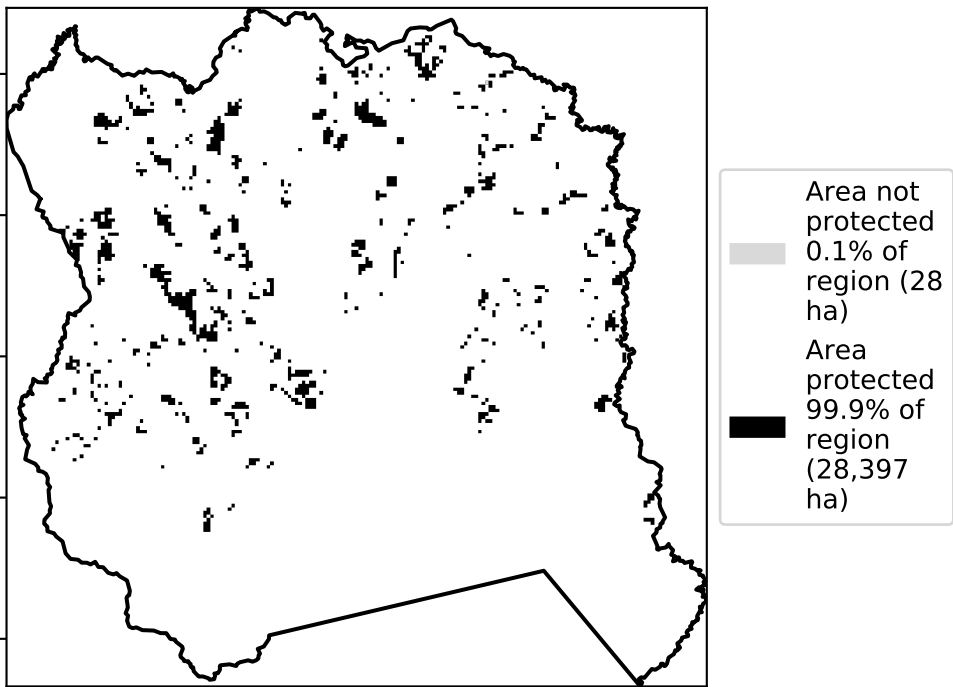 Area not
protected
0.1% of
region (28
ha)
Area
protected
99.9% of
region
(28,397
ha)